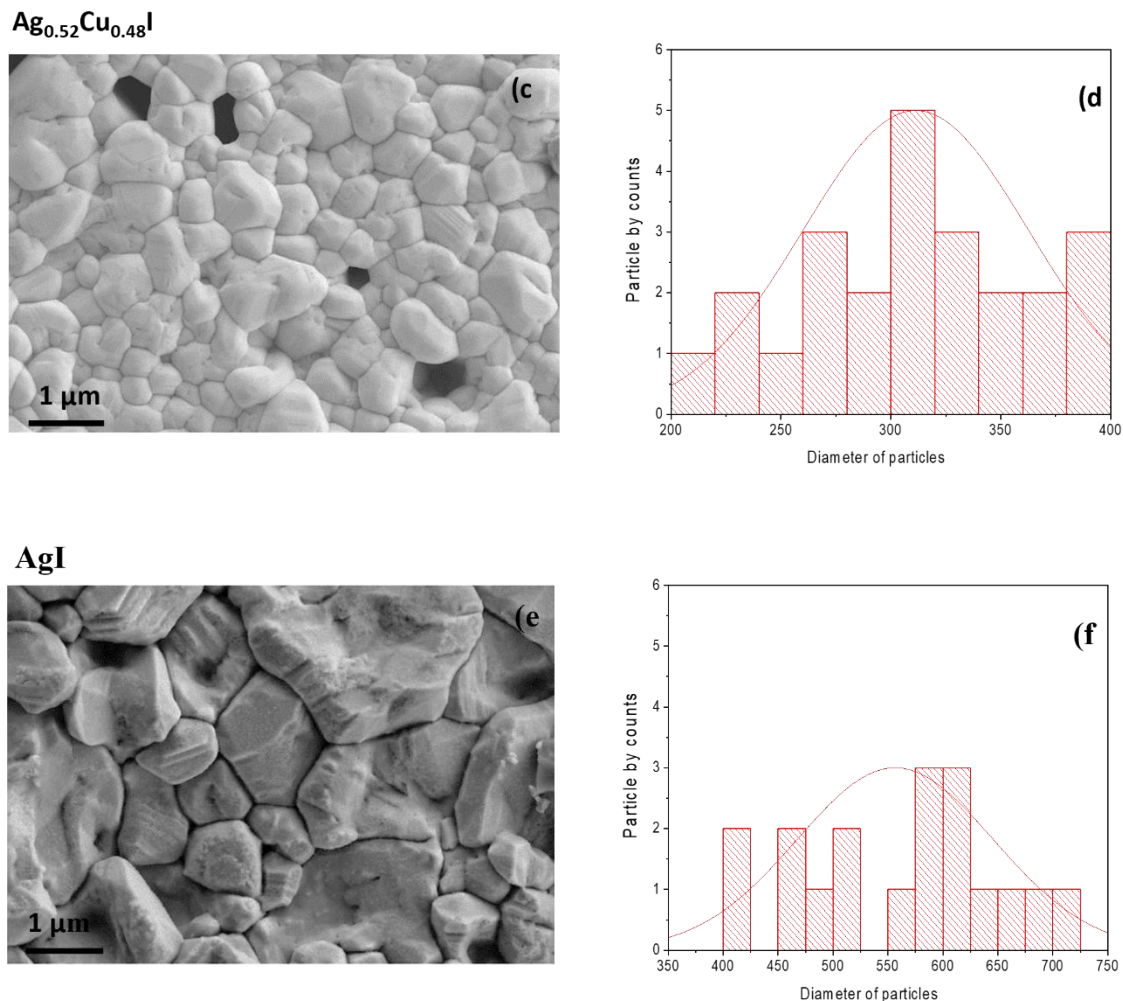 Ag0.52Cu0.48I
(c
1 μm
(d
Particle by counts
6
5
4
3
2
1
0
200 250 300 350 400
Diameter of particles
AgI
(e
1 μm
(f
Particle by counts
6
5
4
3
2
1
0
350 400 450 500 550 600 650 700 750
Diameter of particles